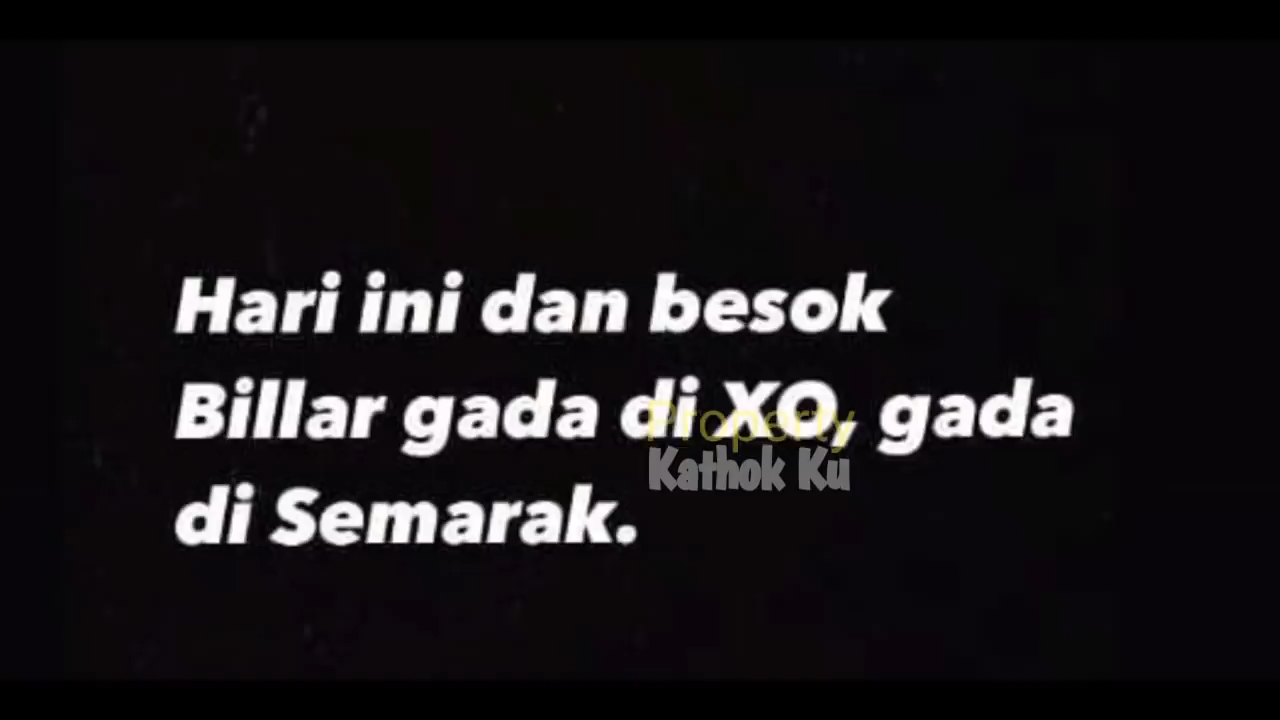 Hari ini dan besok
Billar gada di XO, gada
Property
Kathok Ku
di Semarak.